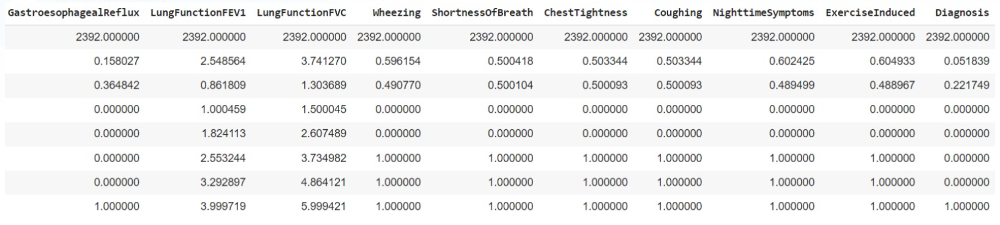 GastroesophagealReflux LungFunctionFEV1 LungFunctionFVC Wheezing ShortnessOfBreath ChestTightness Coughing NighttimeSymptoms ExerciseInduced Diagnosis
2392.000000 2392.000000 2392.000000 2392.000000 2392.000000 2392.000000 2392.000000 2392.000000 2392.000000 2392.000000
0.158027 2.548564 3.741270 0.596154 0.500418 0.503344 0.503344 0.602425 0.604933 0.051839
0.364842 0.861809 1.303689 0.490770 0.500104 0.500093 0.500093 0.489499 0.488967 0.221749
0.000000 1.000459 1.500045 0.000000 0.000000 0.000000 0.000000 0.000000 0.000000 0.000000
0.000000 1.824113 2.607489 0.000000 0.000000 0.000000 0.000000 0.000000 0.000000 0.000000
0.000000 2.553244 3.734982 1.000000 1.000000 1.000000 1.000000 1.000000 1.000000 0.000000
0.000000 3.292897 4.864121 1.000000 1.000000 1.000000 1.000000 1.000000 1.000000 0.000000
1.000000 3.999719 5.999421 1.000000 1.000000 1.000000 1.000000 1.000000 1.000000 1.000000